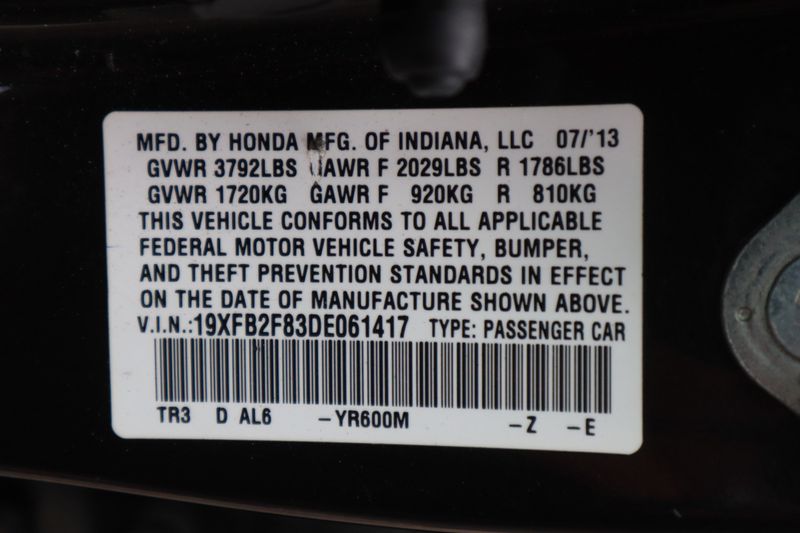 MFD. BY HONDA MFG. OF INDIANA, LLC 07/'13
GVWR 3792LBS GAWR F 2029LBS R 1786LBS
GVWR 1720KG GAWR F 920KG R 810KG
THIS VEHICLE CONFORMS TO ALL APPLICABLE
FEDERAL MOTOR VEHICLE SAFETY, BUMPER,
AND THEFT PREVENTION STANDARDS IN EFFECT
ON THE DATE OF MANUFACTURE SHOWN ABOVE.
V.I.N.:19XFB2F83DE061417 TYPE: PASSENGER CAR
TR3 D AL6 -YR600M -Z -E